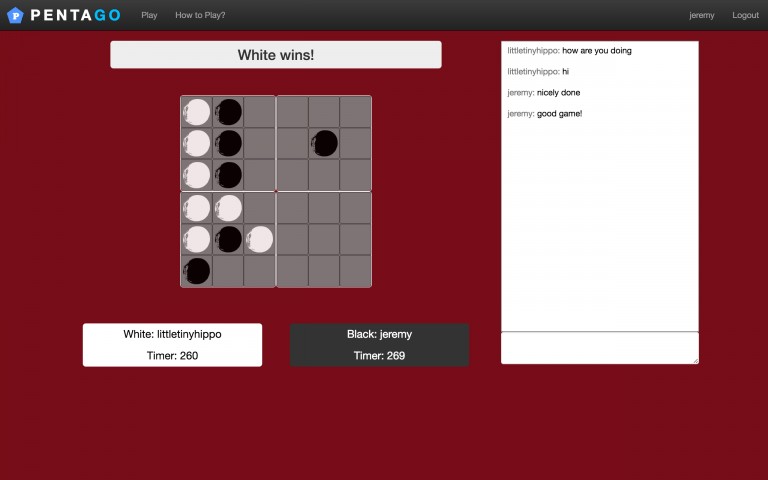 P PENTAGO Play How to Play? jeremy Logout
White wins!
littletinyhippo: how are you doing
littletinyhippo: hi
jeremy: nicely done
jeremy: good game!
White: littletinyhippo
Timer: 260
Black: jeremy
Timer: 269